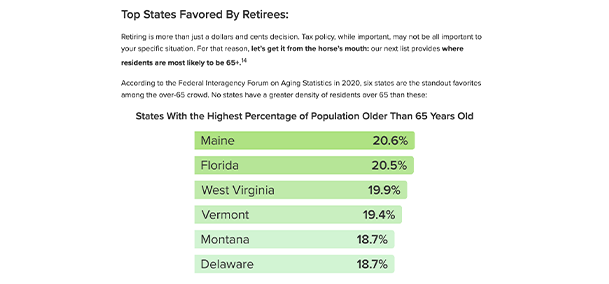 Top States Favored By Retirees:
Retiring is more than just a dollars and cents decision. Tax policy, while important, may not be all important to
your specific situation. For that reason, let's get it from the horse's mouth: our next list provides where
residents are most likely to be 65+.¹⁴
According to the Federal Interagency Forum on Aging Statistics in 2020, six states are the standout favorites
among the over-65 crowd. No states have a greater density of residents over 65 than these:
States With the Highest Percentage of Population Older Than 65 Years Old
Maine 20.6%
Florida 20.5%
West Virginia 19.9%
Vermont 19.4%
Montana 18.7%
Delaware 18.7%